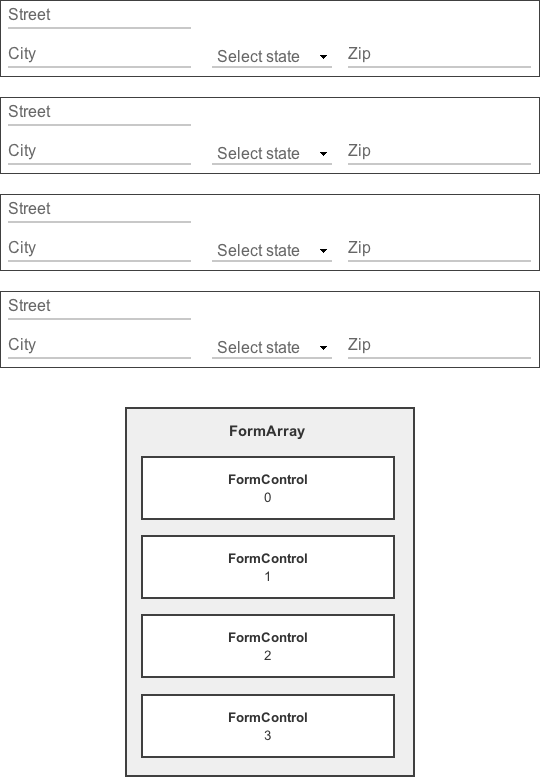 Street
City Select state Zip
Street
City Select state Zip
Street
City Select state Zip
Street
City Select state Zip
FormArray
FormControl
0
FormControl
1
FormControl
2
FormControl
3